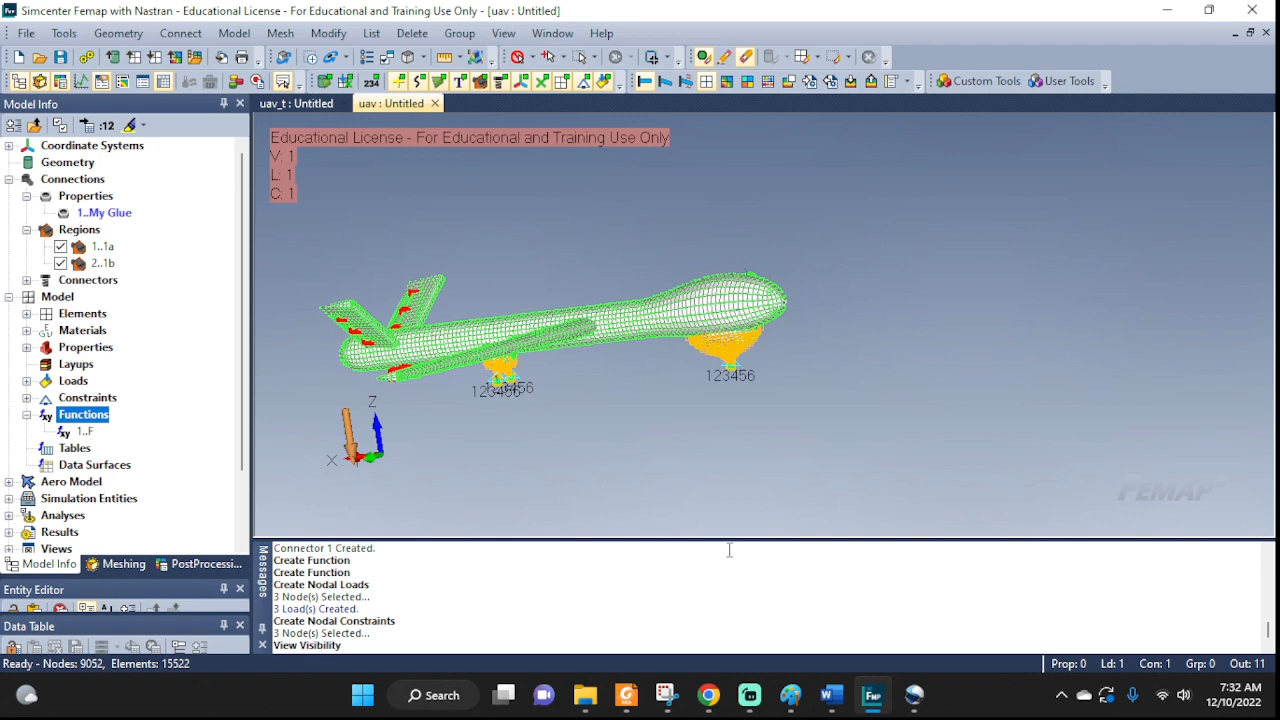 Simcenter Femap with Nastran - Educational License - For Educational and Training Use Only - [uav : Untitled]
File Tools Geometry Connect Model Mesh Modify List Delete Group View Window Help
234
Custom Tools User Tools
Model Info
uav_t : Untitled uav : Untitled
:12
Coordinate Systems
Geometry
Connections
Properties
1..My Glue
Regions
1..1a
2..1b
Connectors
Model
Elements
Materials
Properties
Layups
Loads
Constraints
Functions
1..F
Tables
Data Surfaces
Aero Model
Simulation Entities
Analyses
Results
Views
Model Info Meshing PostProcessi...
Entity Editor
Data Table
Educational License - For Educational and Training Use Only
V: 1
L: 1
C: 1
123456
123456
Z
X
FEMAP
Messages
Connector 1 Created.
Create Function
Create Function
Create Nodal Loads
3 Node(s) Selected...
3 Load(s) Created.
Create Nodal Constraints
3 Node(s) Selected...
View Visibility
Ready - Nodes: 9052, Elements: 15522
Prop: 0 Ld: 1 Con: 1 Grp: 0 Out: 11
Search
7:32 AM
12/10/2022